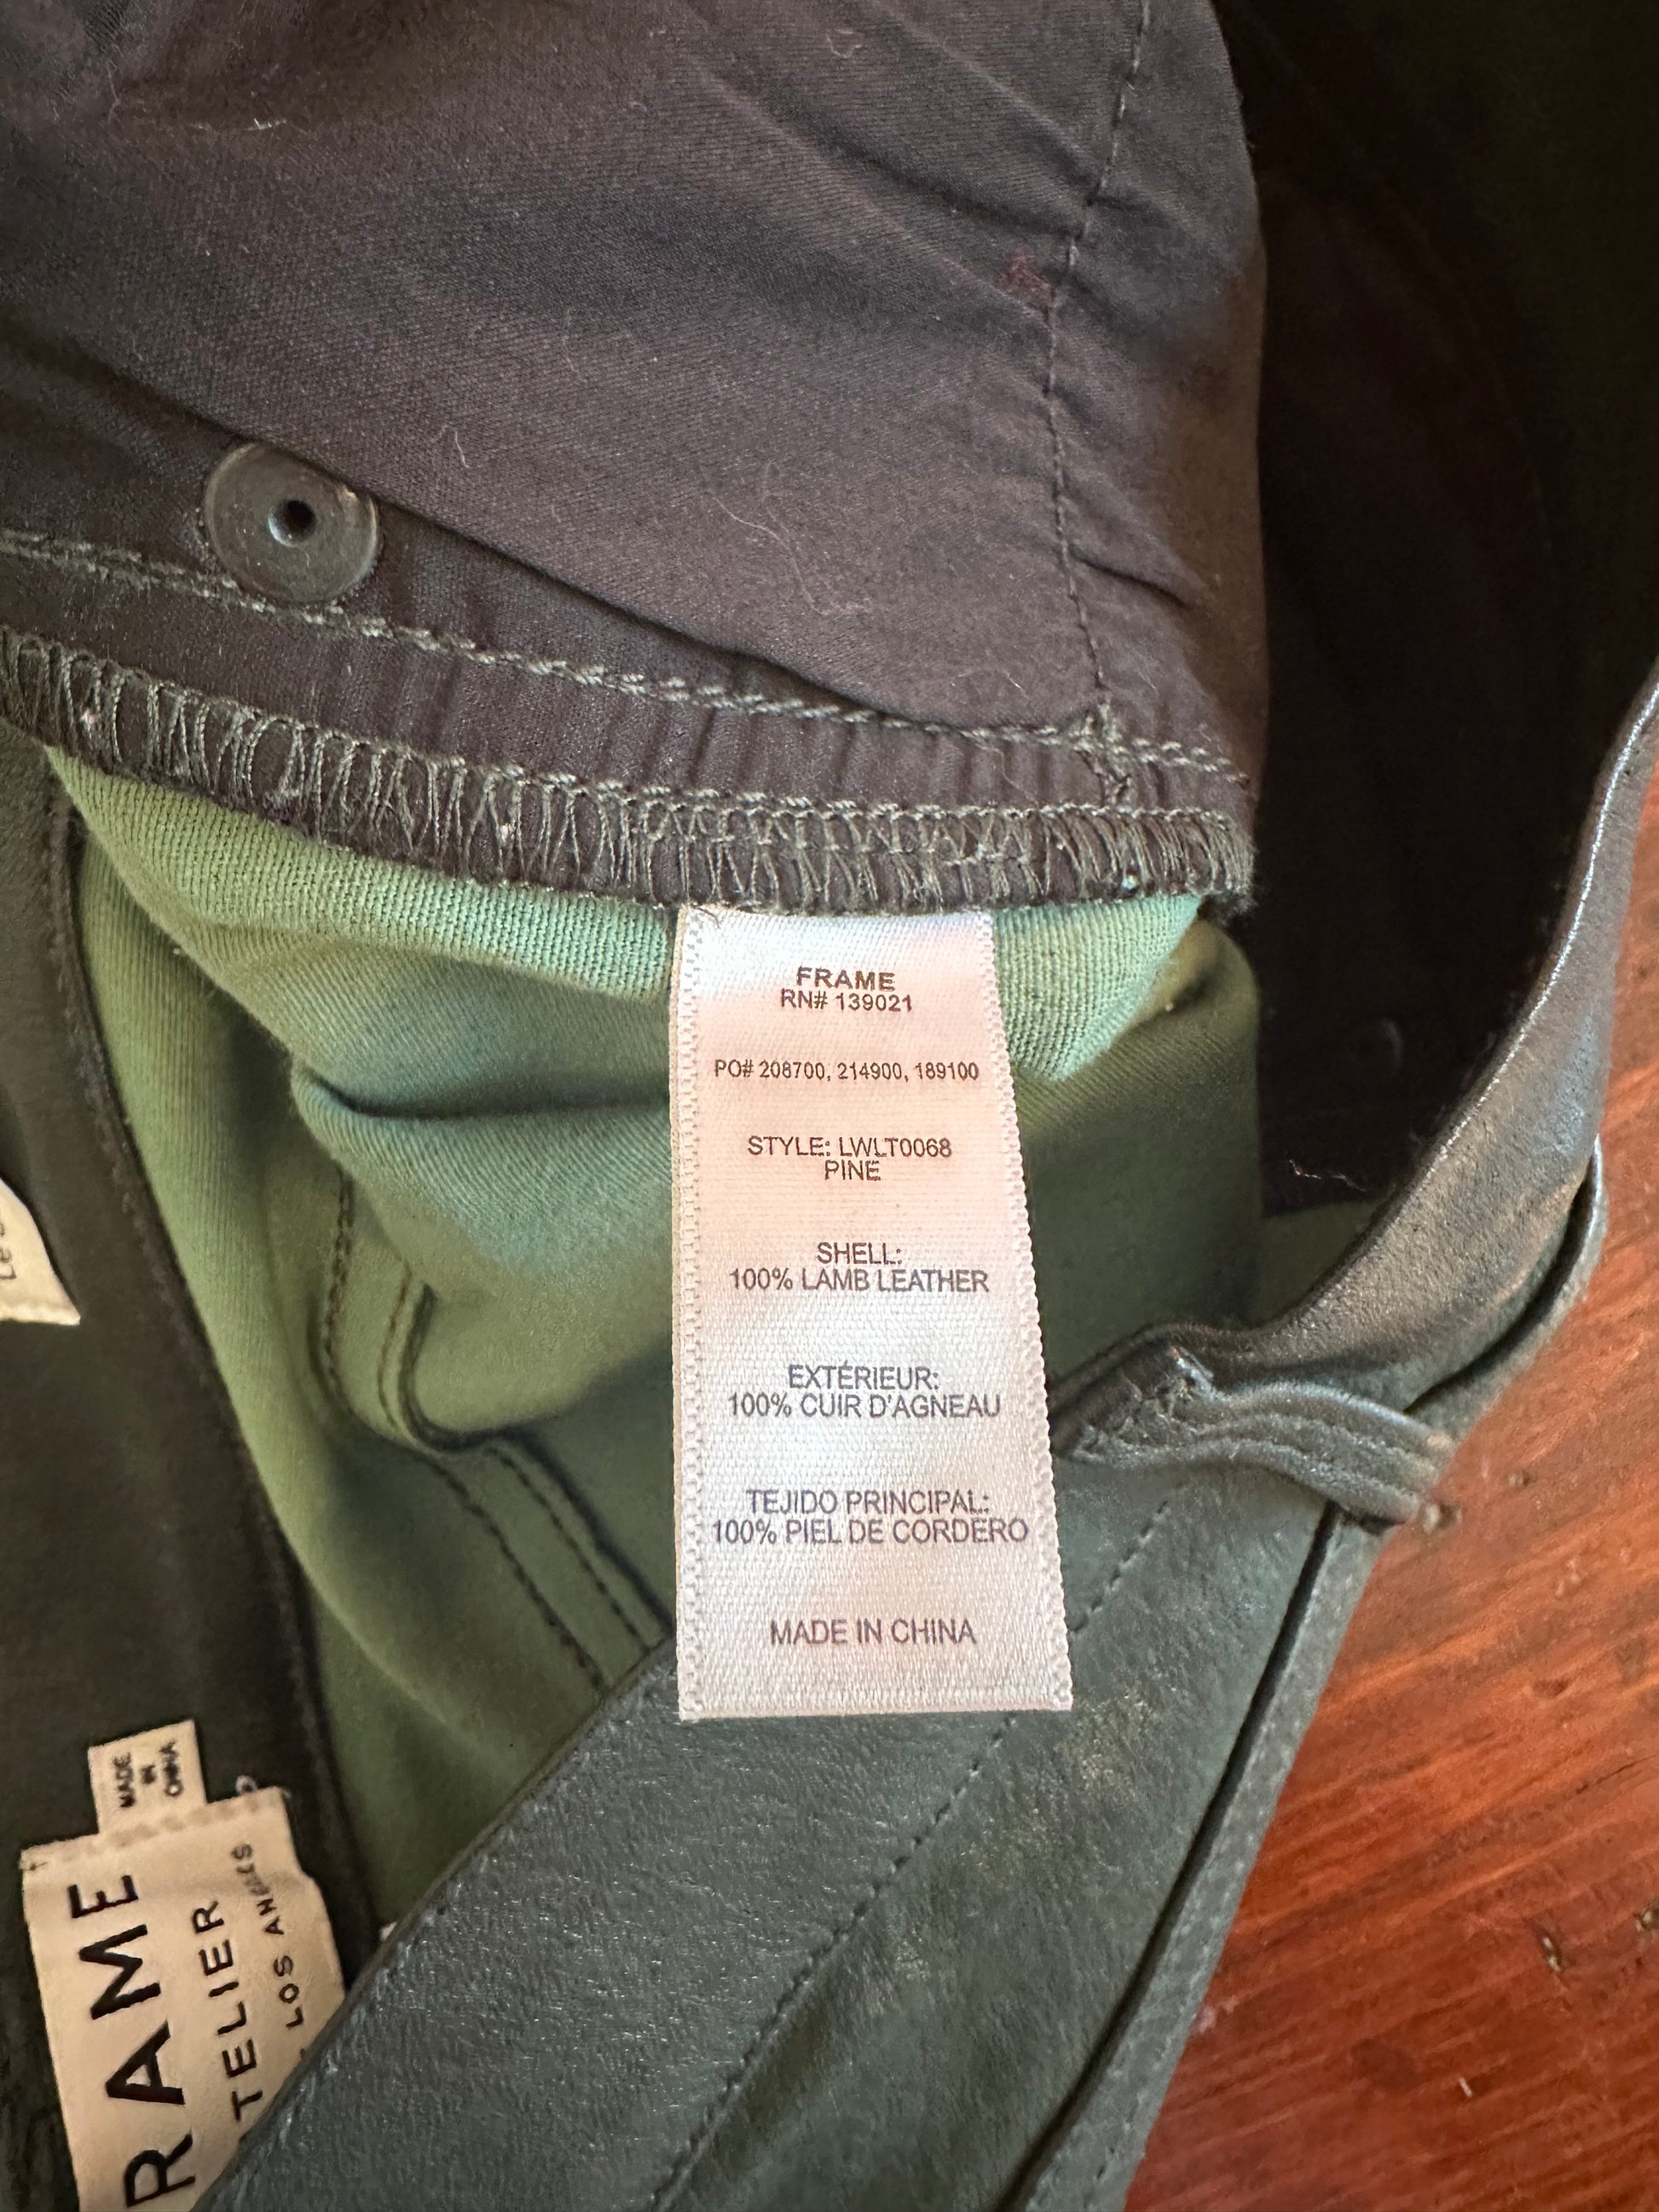 FRAME
RN# 139021
PO# 208700, 214900, 189100
STYLE: LWLT0068
PINE
SHELL:
100% LAMB LEATHER
EXTÉRIEUR:
100% CUIR D'AGNEAU
TEJIDO PRINCIPAL:
100% PIEL DE CORDERO
MADE IN CHINA
MADE
IN
CHINA
RAME
TELIER
LOS ANGELES